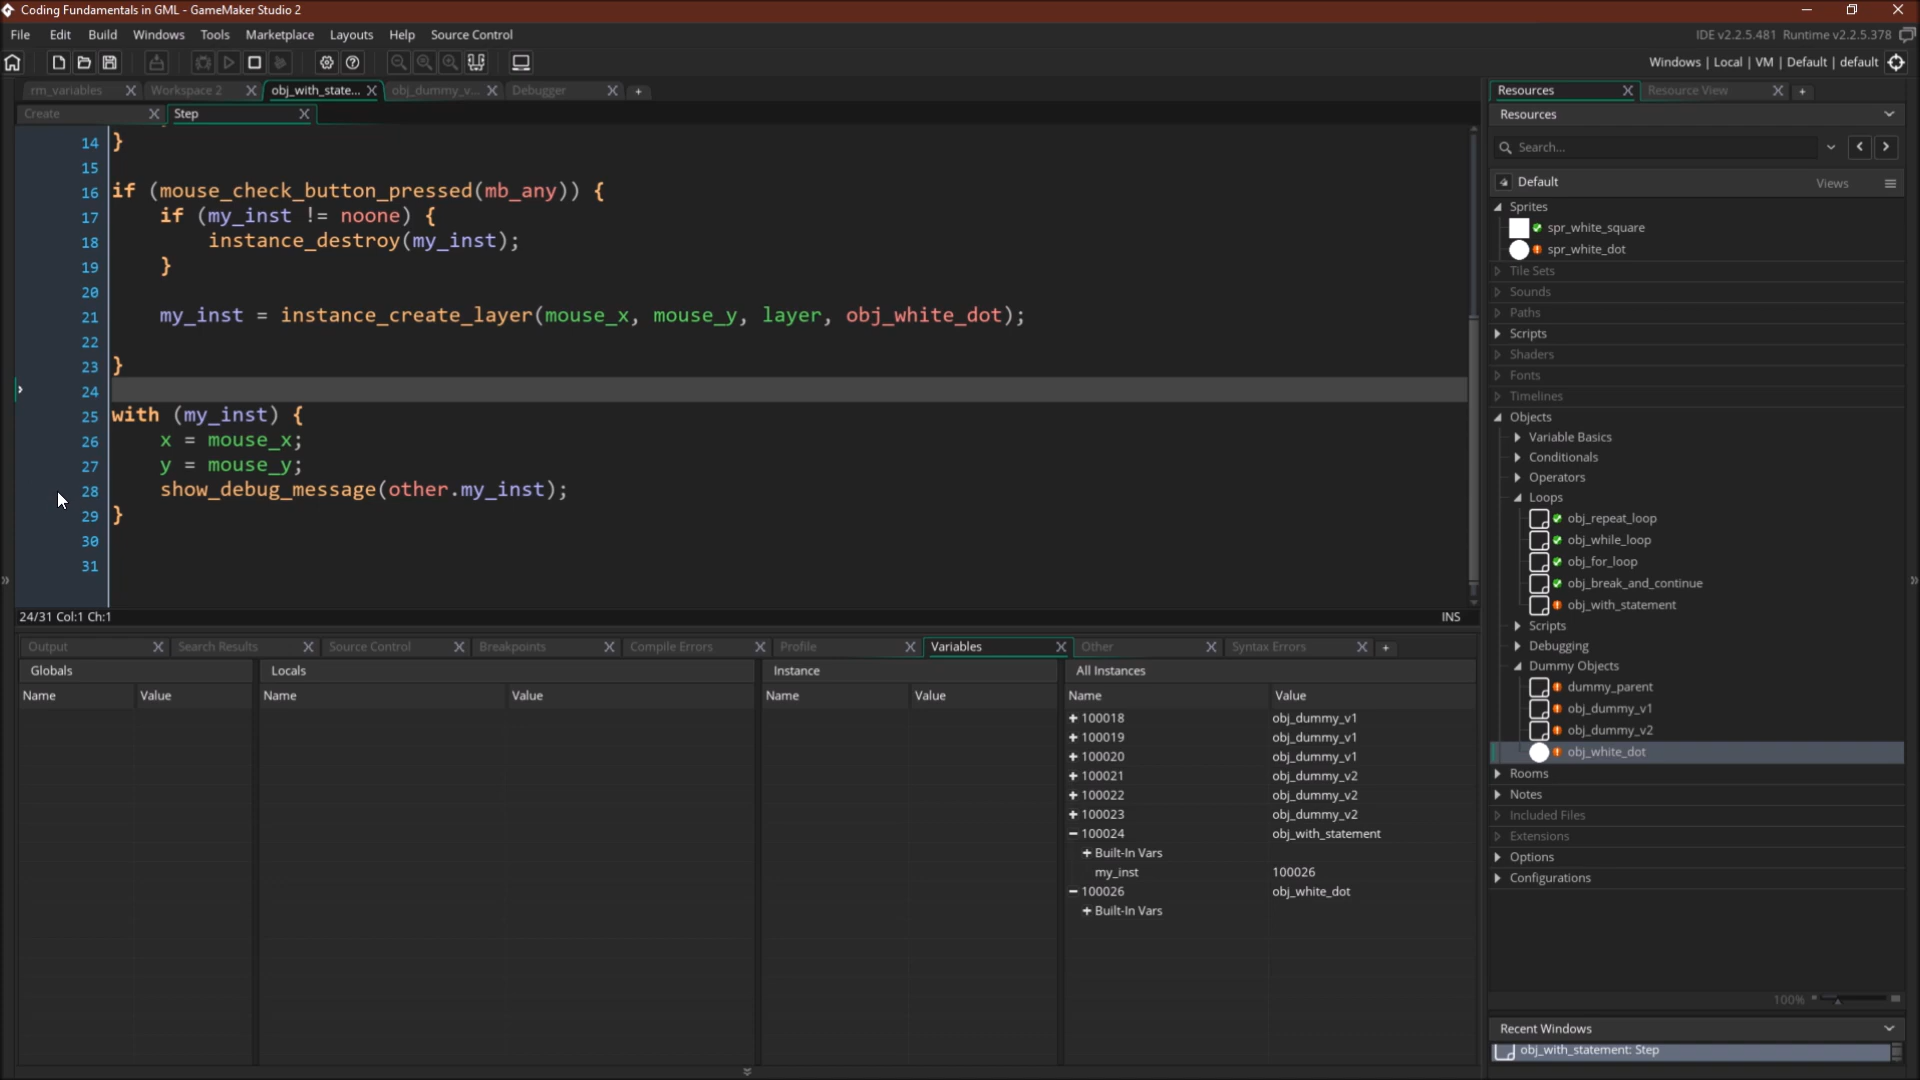 Coding Fundamentals in GML - GameMaker Studio 2
File Edit Build Windows Tools Marketplace Layouts Help Source Control
IDE v2.2.5.481 Runtime v2.2.5.378
Windows | Local | VM | Default | default
rm_variables Workspace 2 obj_with_state... obj_dummy_v... Debugger +
Create Step
14 }
15
16 if (mouse_check_button_pressed(mb_any)) {
17 if (my_inst != noone) {
18 instance_destroy(my_inst);
19 }
20
21 my_inst = instance_create_layer(mouse_x, mouse_y, layer, obj_white_dot);
22
23 }
24
25 with (my_inst) {
26 x = mouse_x;
27 y = mouse_y;
28 show_debug_message(other.my_inst);
29 }
30
31
24/31 Col:1 Ch:1 INS
Output Search Results Source Control Breakpoints Compile Errors Profile Variables Other Syntax Errors +
Globals Locals Instance All Instances
Name Value Name Value Name Value Name Value
+ 100018 obj_dummy_v1
+ 100019 obj_dummy_v1
+ 100020 obj_dummy_v1
+ 100021 obj_dummy_v2
+ 100022 obj_dummy_v2
+ 100023 obj_dummy_v2
- 100024 obj_with_statement
+ Built-In Vars
my_inst 100026
- 100026 obj_white_dot
+ Built-In Vars
Resources Resource View +
Resources
Search...
Default Views
Sprites
spr_white_square
spr_white_dot
Tile Sets
Sounds
Paths
Scripts
Shaders
Fonts
Timelines
Objects
Variable Basics
Conditionals
Operators
Loops
obj_repeat_loop
obj_while_loop
obj_for_loop
obj_break_and_continue
obj_with_statement
Scripts
Debugging
Dummy Objects
dummy_parent
obj_dummy_v1
obj_dummy_v2
obj_white_dot
Rooms
Notes
Included Files
Extensions
Options
Configurations
100%
Recent Windows
obj_with_statement: Step